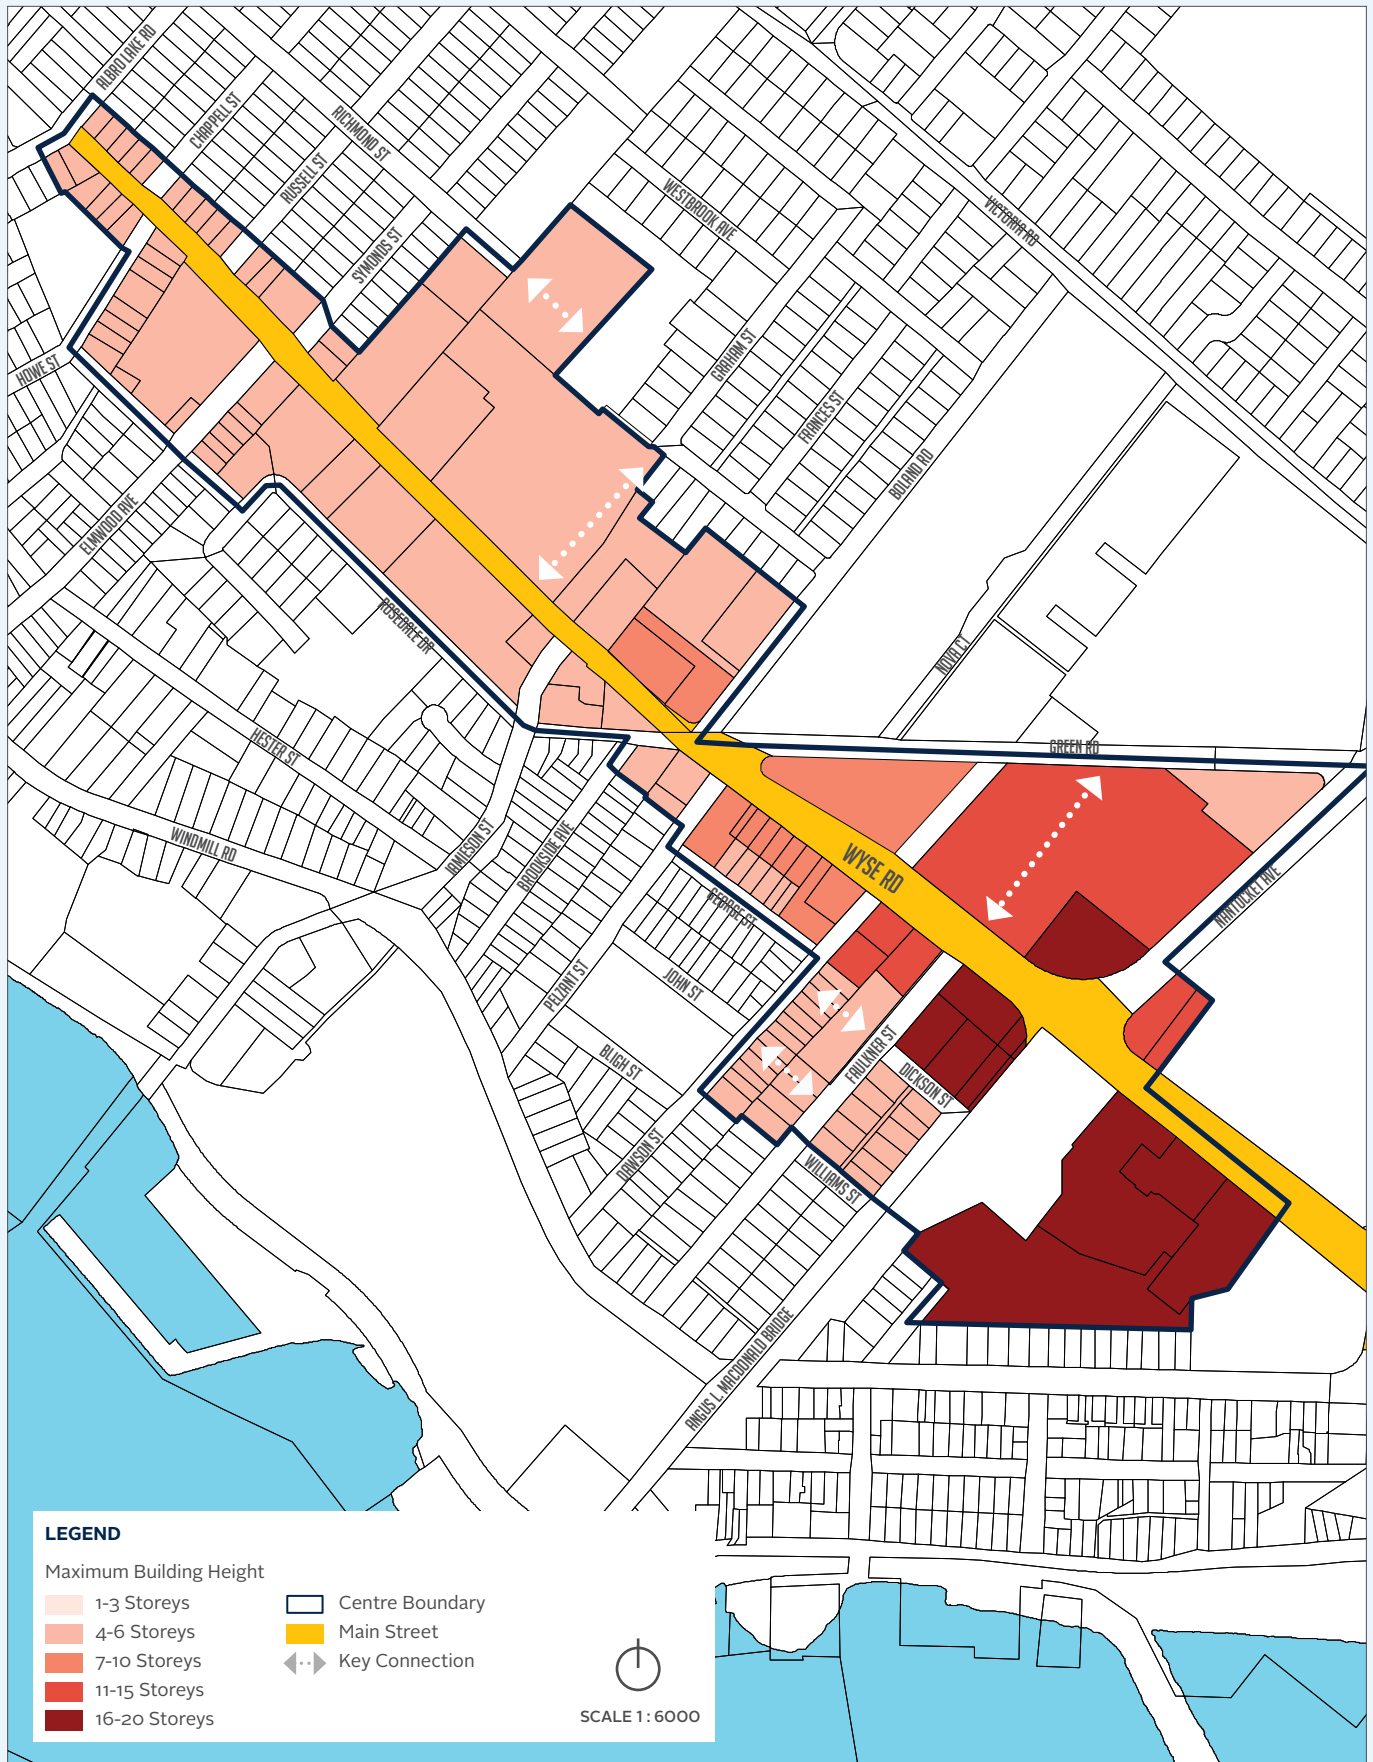 ALBRO LAKE RD
CHAPPELL ST
RICHMOND ST
RUSSELL ST
WESTBROOK AVE
VICTORIA RD
SYMONDS ST
HOWE ST
GRAHAM ST
FRANCES ST
BOLAND RD
ELMWOOD AVE
ROSEDALE DR
NOVA CT
HESTER ST
GREEN RD
WINDMILL RD
JAMIESON ST
BROOKSIDE AVE
WYSE RD
GEORGE ST
NANTUCKET AVE
PELZANT ST
JOHN ST
BLIGH ST
FAULKNER ST
DICKSON ST
DAWSON ST
WILLIAMS ST
ANGUS L. MACDONALD BRIDGE
LEGEND
Maximum Building Height
1-3 Storeys
4-6 Storeys
7-10 Storeys
11-15 Storeys
16-20 Storeys
Centre Boundary
Main Street
Key Connection
SCALE 1 : 6000